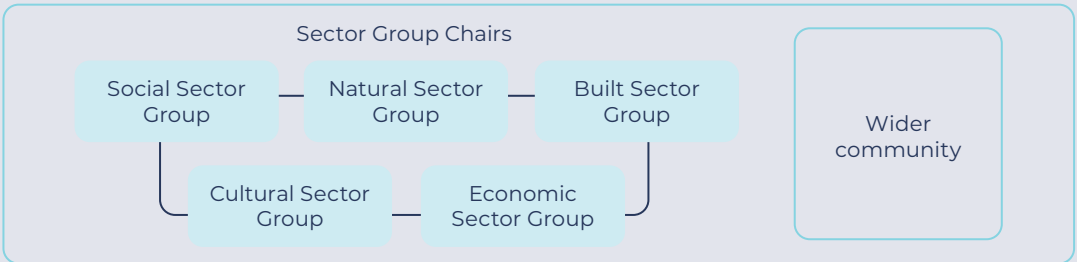 Sector Group Chairs
Social Sector
Group
Natural Sector
Group
Built Sector
Group
Cultural Sector
Group
Economic
Sector Group
Wider
community